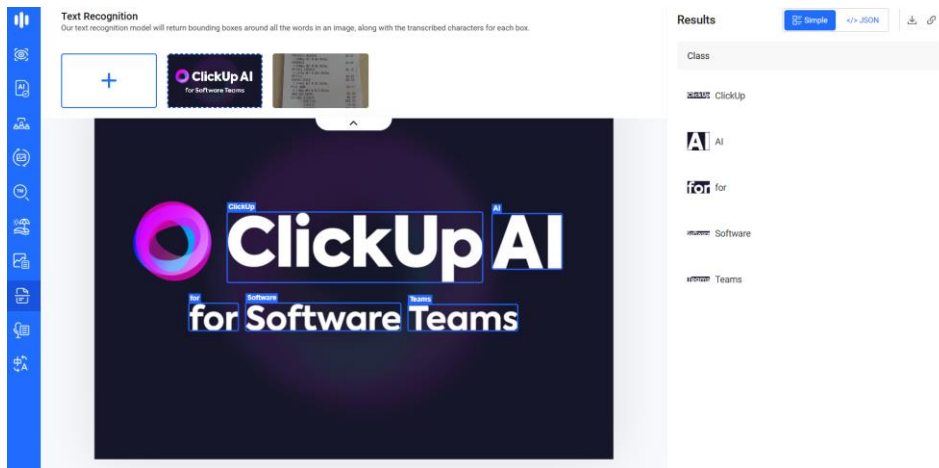 Text Recognition
Our text recognition model will return bounding boxes around all the words in an image, along with the transcribed characters for each box.
+
ClickUp AI
for Software Teams
ClickUp
AI
ClickUp AI
for
Software
Teams
for Software Teams
Results
Simple
</> JSON
Class
ClickUp
AI
AI
for
for
Software
Teams